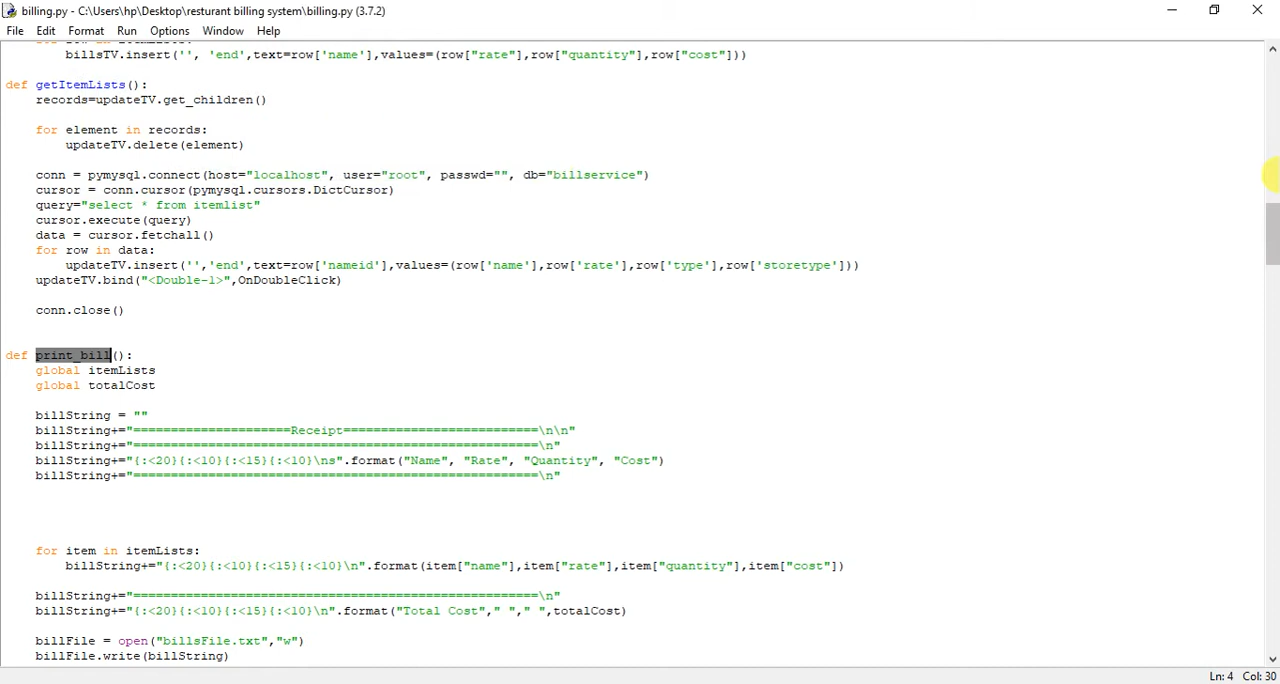 billing.py - C:\Users\hp\Desktop\resturant billing system\billing.py (3.7.2)
File Edit Format Run Options Window Help
for row in itemLists:
billsTV.insert('', 'end',text=row['name'],values=(row["rate"],row["quantity"],row["cost"]))
def getItemLists():
records=updateTV.get_children()
for element in records:
updateTV.delete(element)
conn = pymysql.connect(host="localhost", user="root", passwd="", db="billservice")
cursor = conn.cursor(pymysql.cursors.DictCursor)
query="select * from itemlist"
cursor.execute(query)
data = cursor.fetchall()
for row in data:
updateTV.insert('','end',text=row['nameid'],values=(row['name'],row['rate'],row['type'],row['storetype']))
updateTV.bind("<Double-1>",OnDoubleClick)
conn.close()
def print_bill():
global itemLists
global totalCost
billString = ""
billString+="=====================Receipt==========================\n\n"
billString+="======================================================\n"
billString+="{:<20}{:<10}{:<15}{:<10}\ns".format("Name", "Rate", "Quantity", "Cost")
billString+="======================================================\n"
for item in itemLists:
billString+="{:<20}{:<10}{:<15}{:<10}\n".format(item["name"],item["rate"],item["quantity"],item["cost"])
billString+="======================================================\n"
billString+="{:<20}{:<10}{:<15}{:<10}\n".format("Total Cost"," "," ",totalCost)
billFile = open("billsFile.txt","w")
billFile.write(billString)
Ln: 4 Col: 30